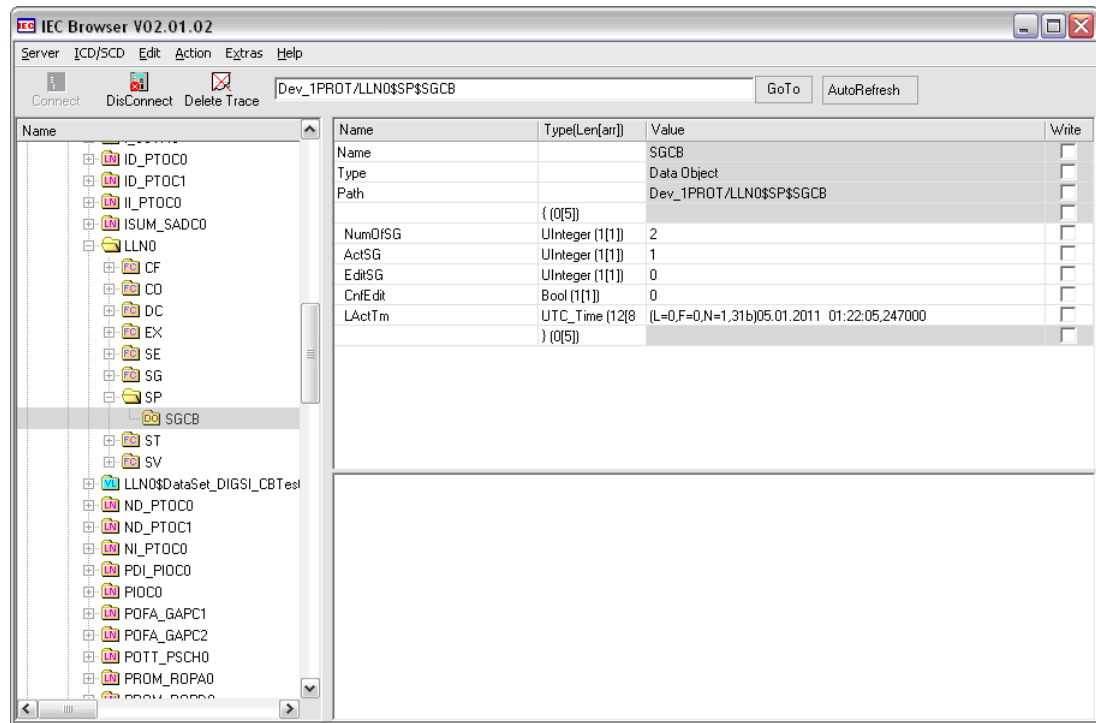 IEC Browser V02.01.02
Server ICD/SCD Edit Action Extras Help
Connect DisConnect Delete Trace Dev_1PROT/LLN0$SP$SGCB GoTo AutoRefresh
Name
ID_PTOC0
ID_PTOC1
II_PTOC0
ISUM_SADC0
LLN0
CF
CO
DC
EX
SE
SG
SP
SGCB
ST
SV
LLN0$DataSet_DIGSI_CBTest
ND_PTOC0
ND_PTOC1
NI_PTOC0
PDI_PIOC0
PIOC0
POFA_GAPC1
POFA_GAPC2
POTT_PSCH0
PROM_ROPA0
Name Type(Len[arr]) Value Write
Name SGCB
Type Data Object
Path Dev_1PROT/LLN0$SP$SGCB
{ (0[5])
NumOfSG UInteger (1[1]) 2
ActSG UInteger (1[1]) 1
EditSG UInteger (1[1]) 0
CnfEdit Bool (1[1]) 0
LActTm UTC_Time (12[8 (L=0,F=0,N=1,31b)05.01.2011 01:22:05,247000
} (0[5])